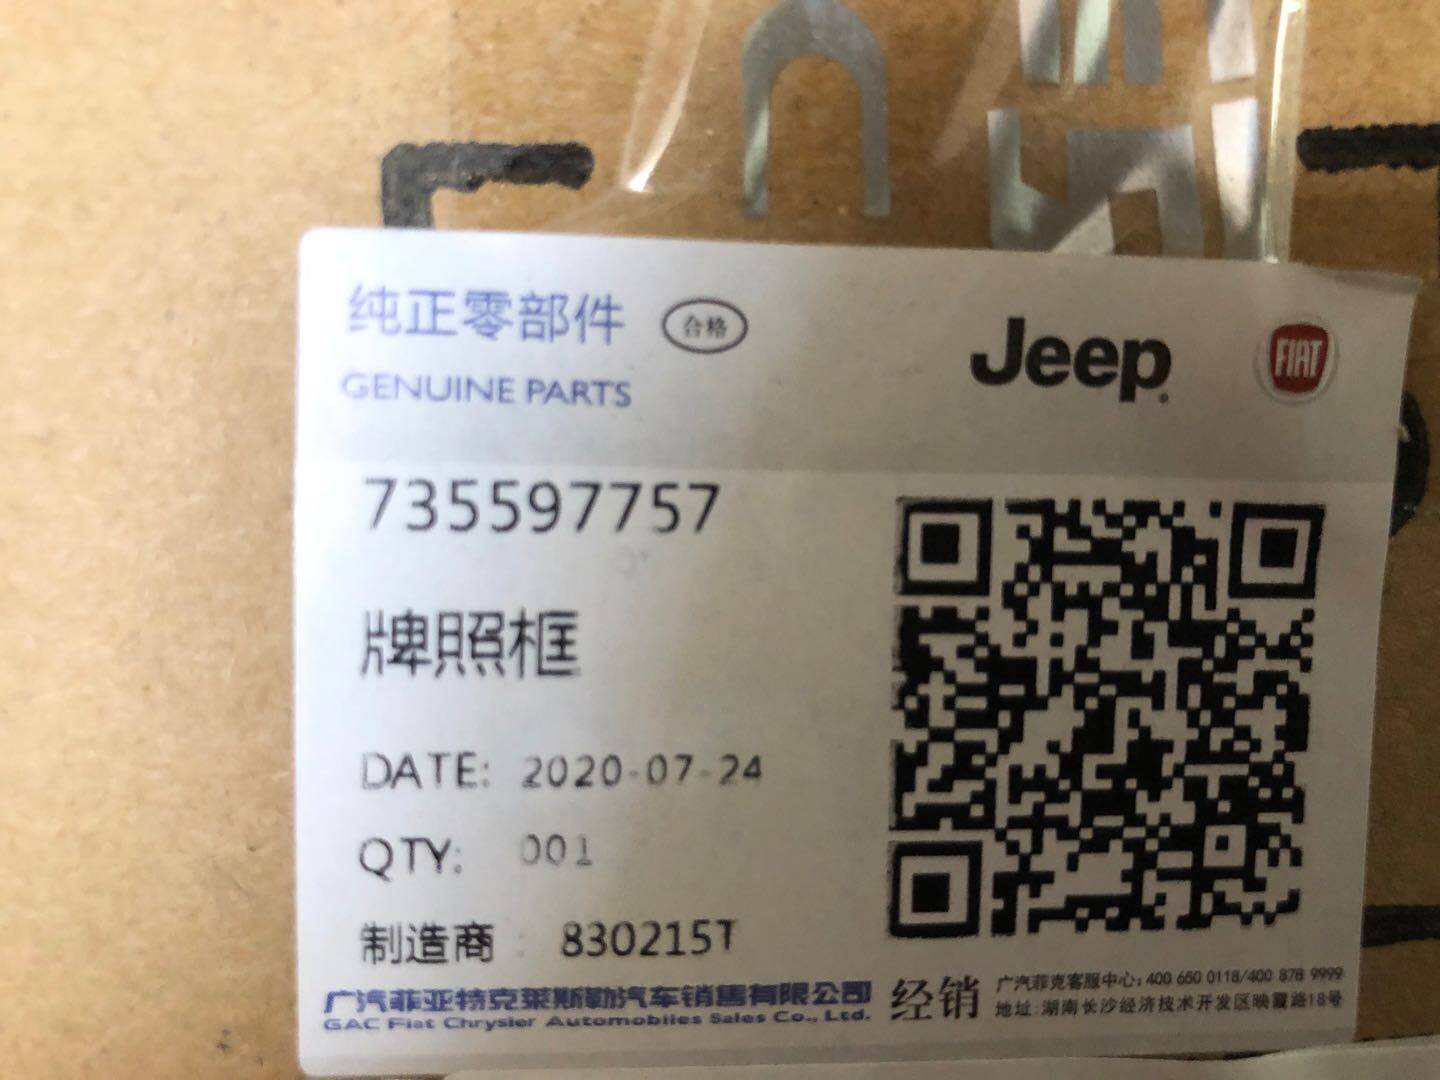 纯正零部件 合格 Jeep FIAT
GENUINE PARTS
735597757
牌照框
DATE: 2020-07-24
QTY: 001
制造商: 830215T
广汽菲亚特克莱斯勒汽车销售有限公司 经销 广汽菲克客服中心: 400 650 0118/400 878 9999
GAC Fiat Chrysler Automobiles Sales Co., Ltd. 地址:湖南长沙经济技术开发区映霞路18号